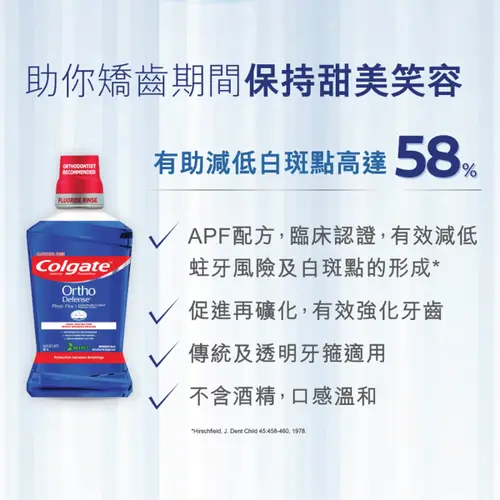 助你矯齒期間保持甜美笑容
有助減低白斑點高達58%
ORTHODONTIST
RECOMMENDED
FLUORIDE RINSE
Colgate
Ortho
Defense
APF配方，臨床認證，有效減低
蛀牙風險及白斑點的形成*
促進再礦化，有效強化牙齒
傳統及透明牙箍適用
不含酒精，口感溫和
*Hirschfield. J. Dent Child 45:458-460, 1978.